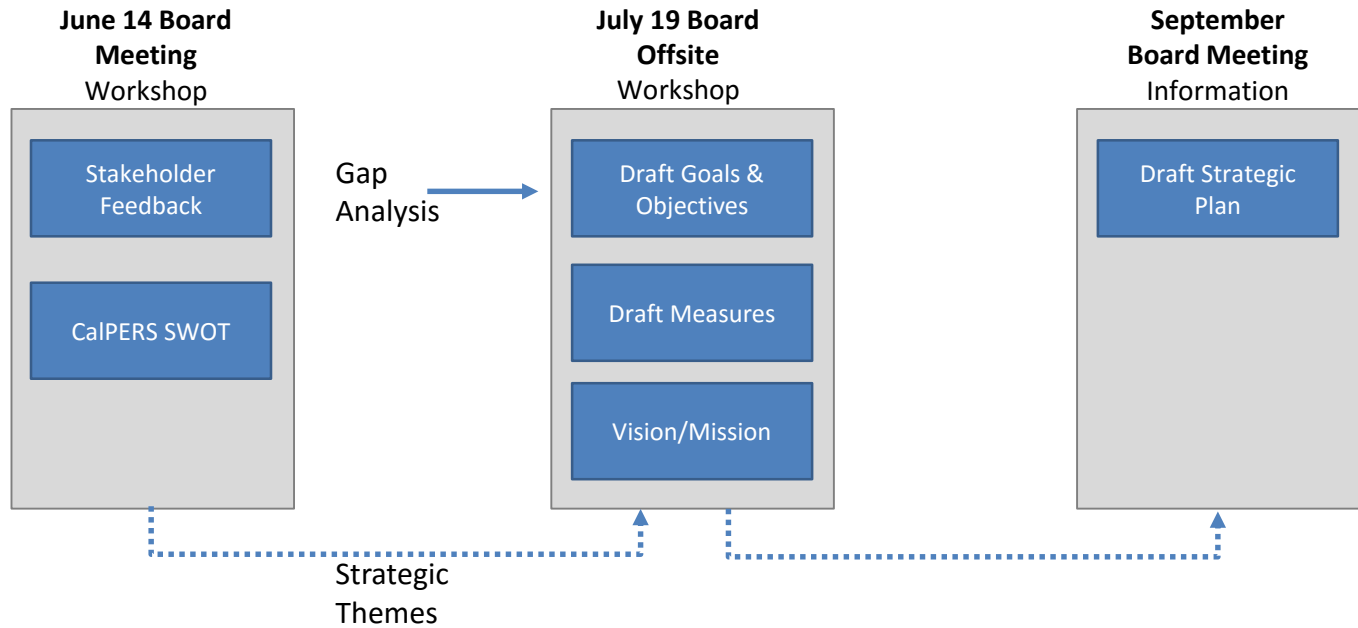 June 14 Board
Meeting
Workshop
Stakeholder
Feedback
CalPERS SWOT
Gap
Analysis
Strategic
Themes
July 19 Board
Offsite
Workshop
Draft Goals &
Objectives
Draft Measures
Vision/Mission
September
Board Meeting
Information
Draft Strategic
Plan